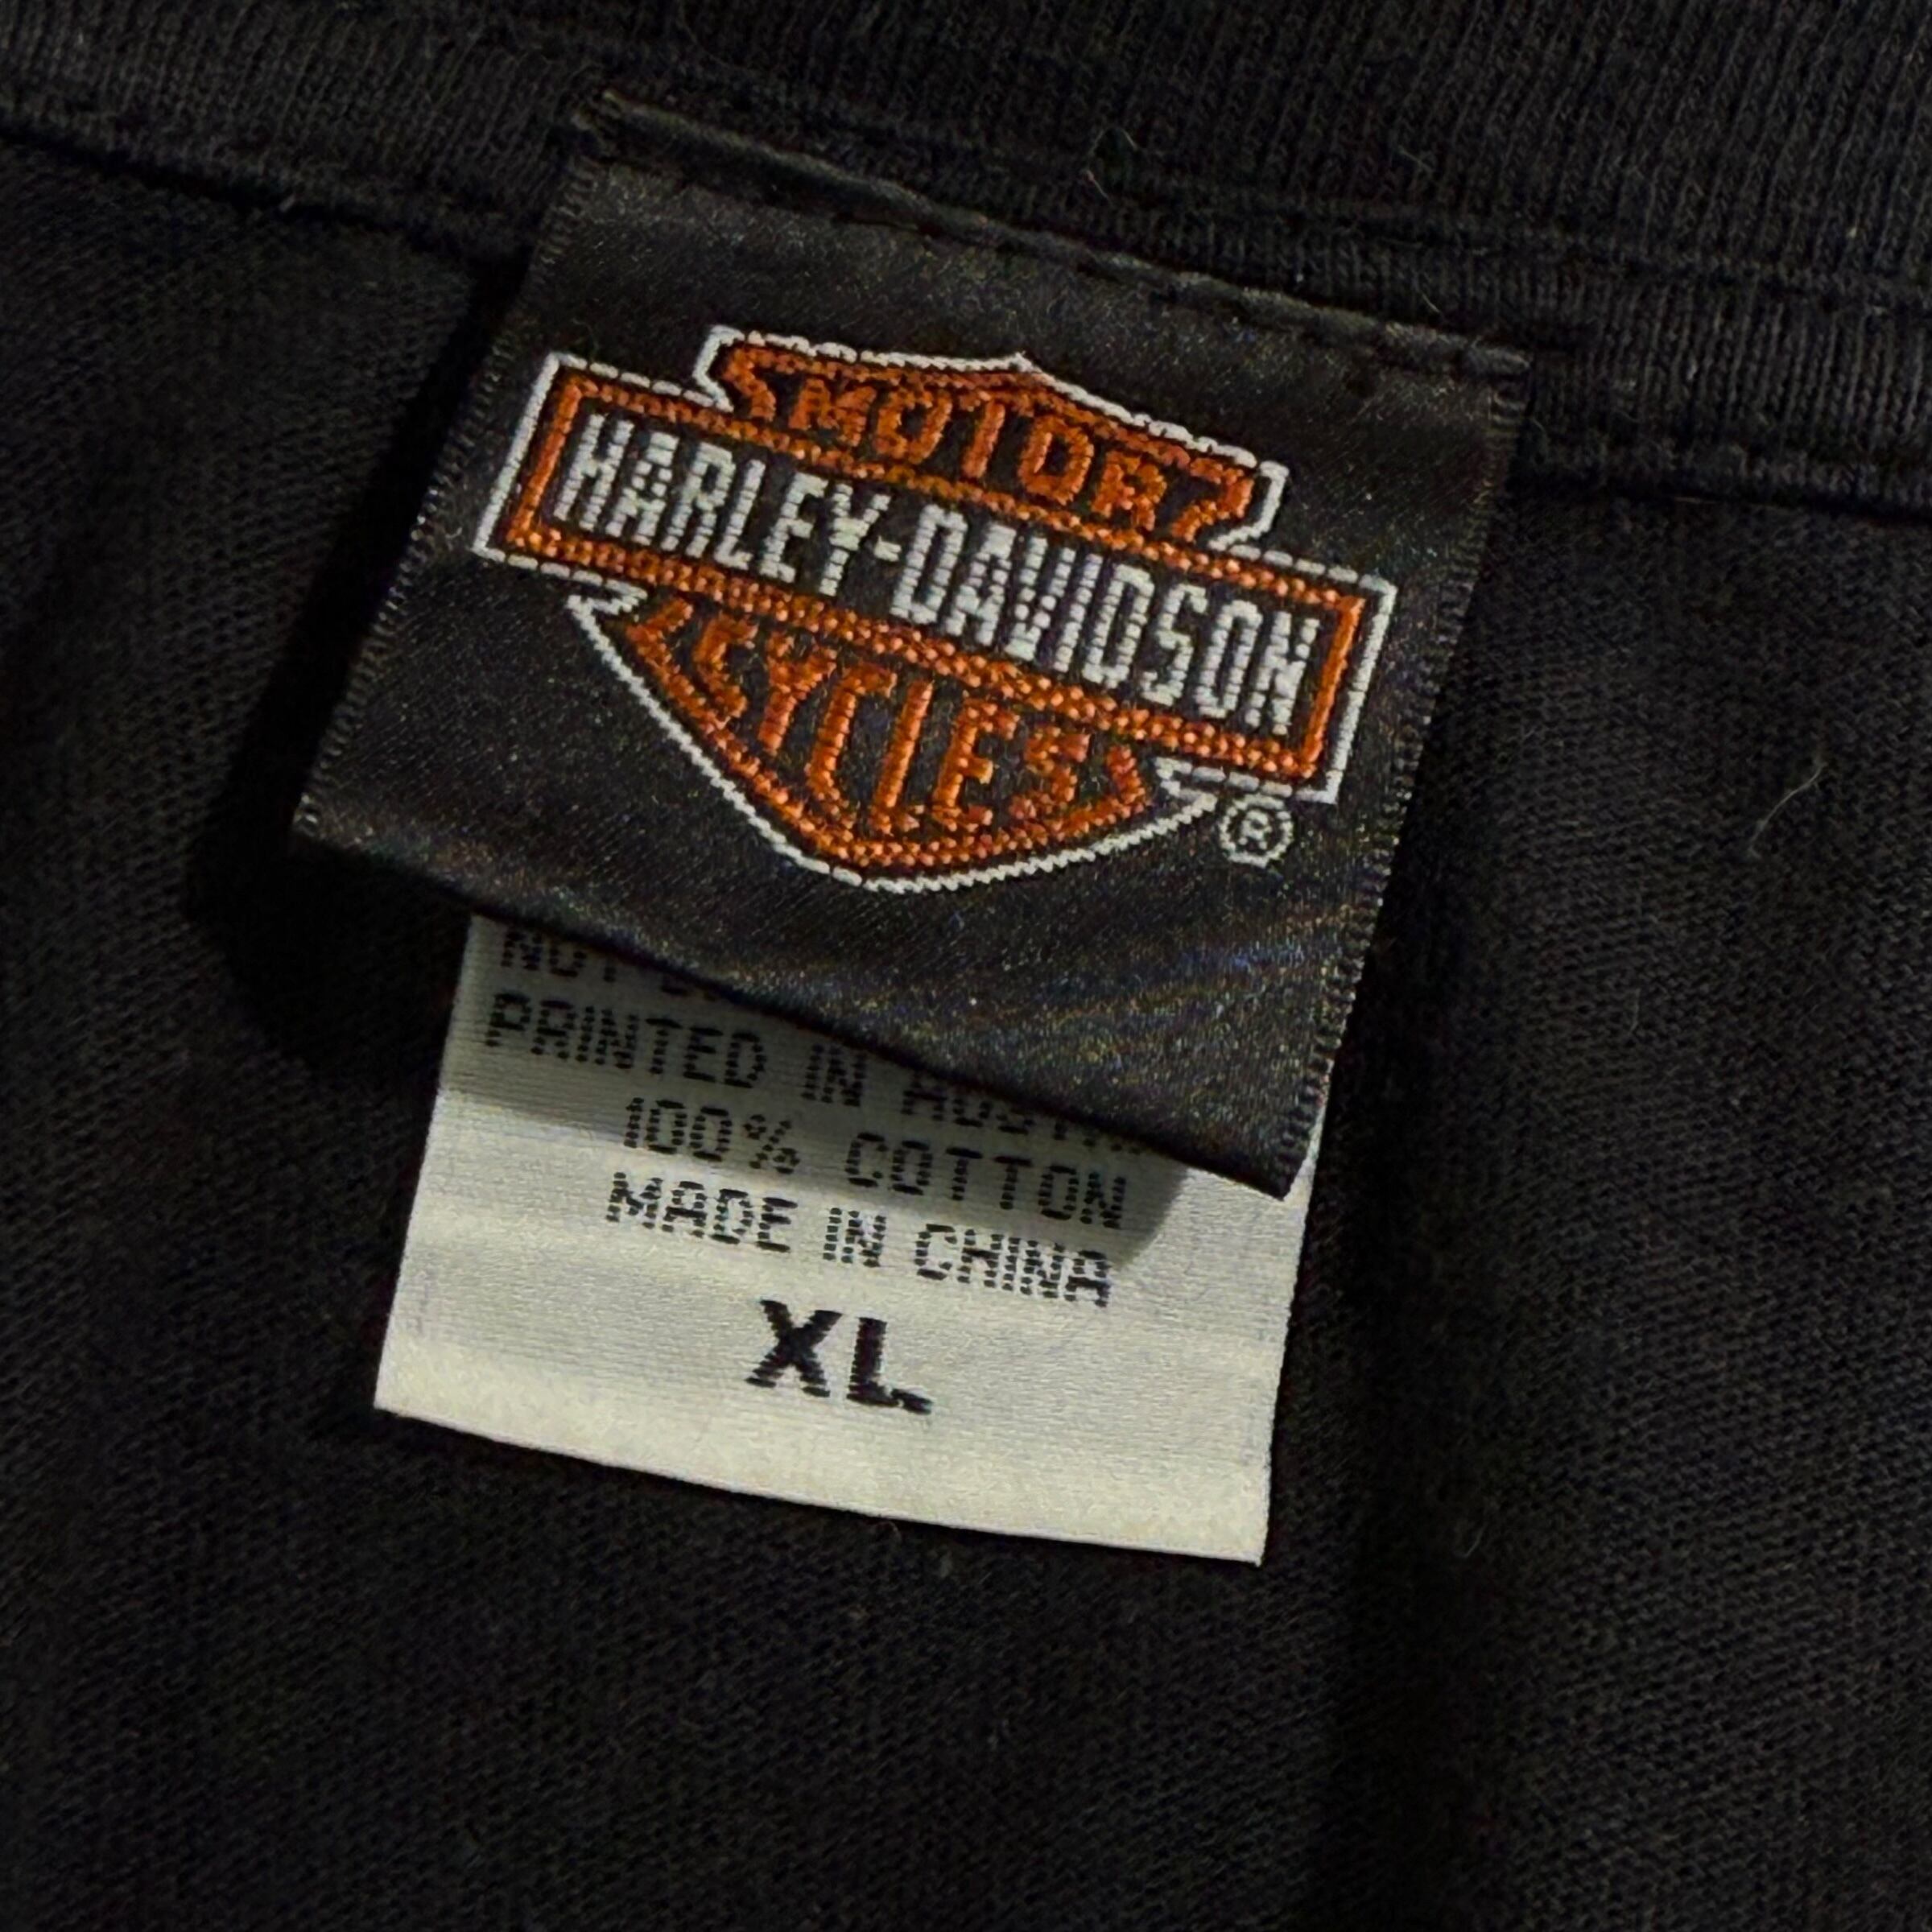 MOTOR
HARLEY-DAVIDSON
CYCLES
®
PRINTED IN
100% COTTON
MADE IN CHINA
XL